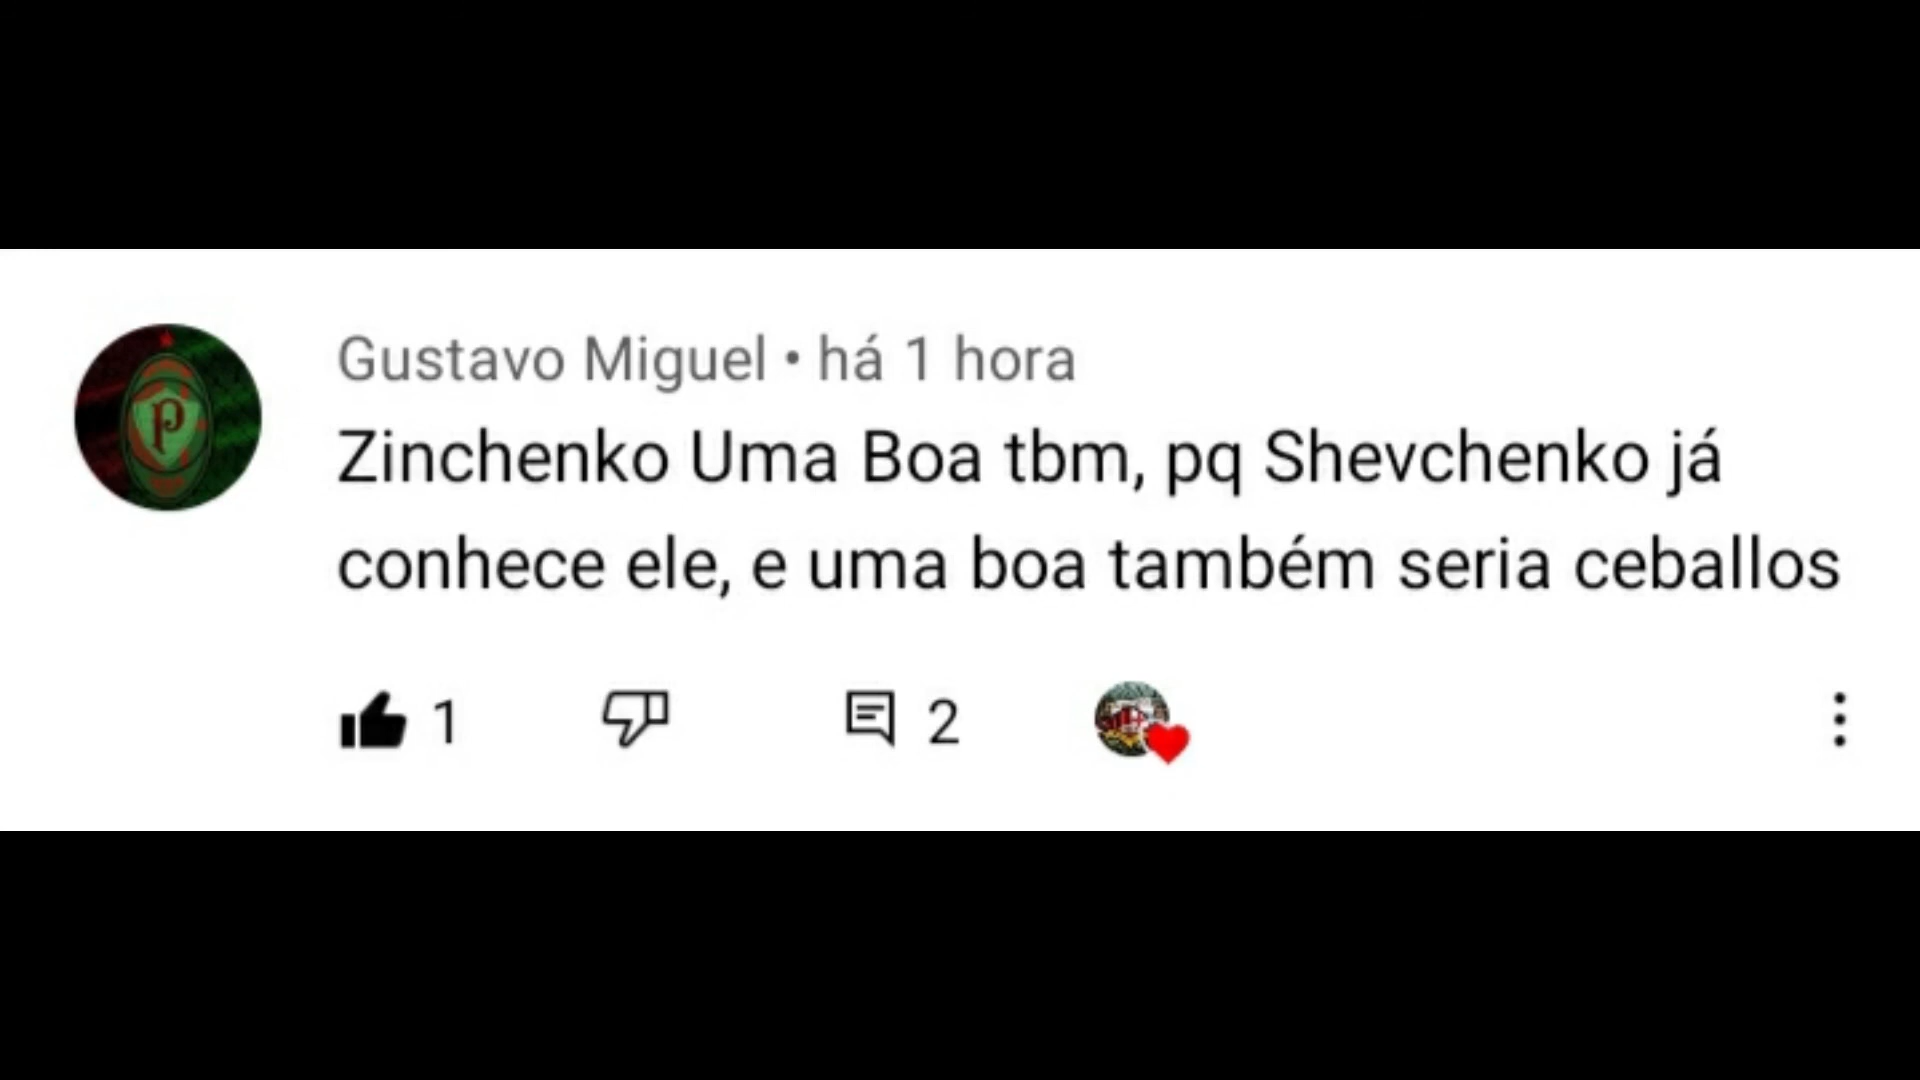 Gustavo Miguel • há 1 hora
Zinchenko Uma Boa tbm, pq Shevchenko já
conhece ele, e uma boa também seria ceballos
1 2